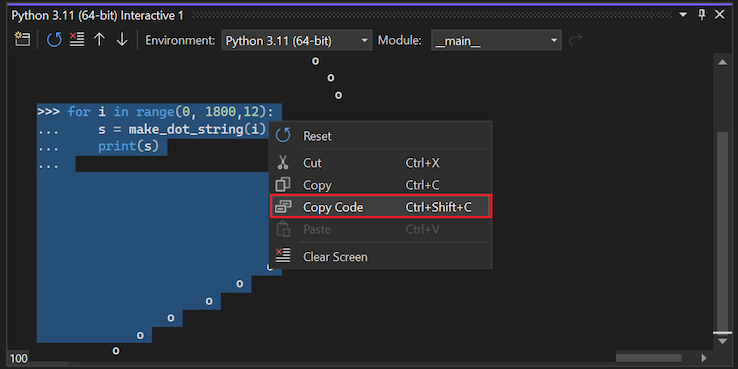 Python 3.11 (64-bit) Interactive 1
Environment: Python 3.11 (64-bit) Module: __main__
o
o
o
>>> for i in range(0, 1800,12):
... s = make_dot_string(i)
... print(s)
...
Reset
Cut Ctrl+X
Copy Ctrl+C
Copy Code Ctrl+Shift+C
Paste Ctrl+V
Clear Screen
o
o
o
o
o
o
100